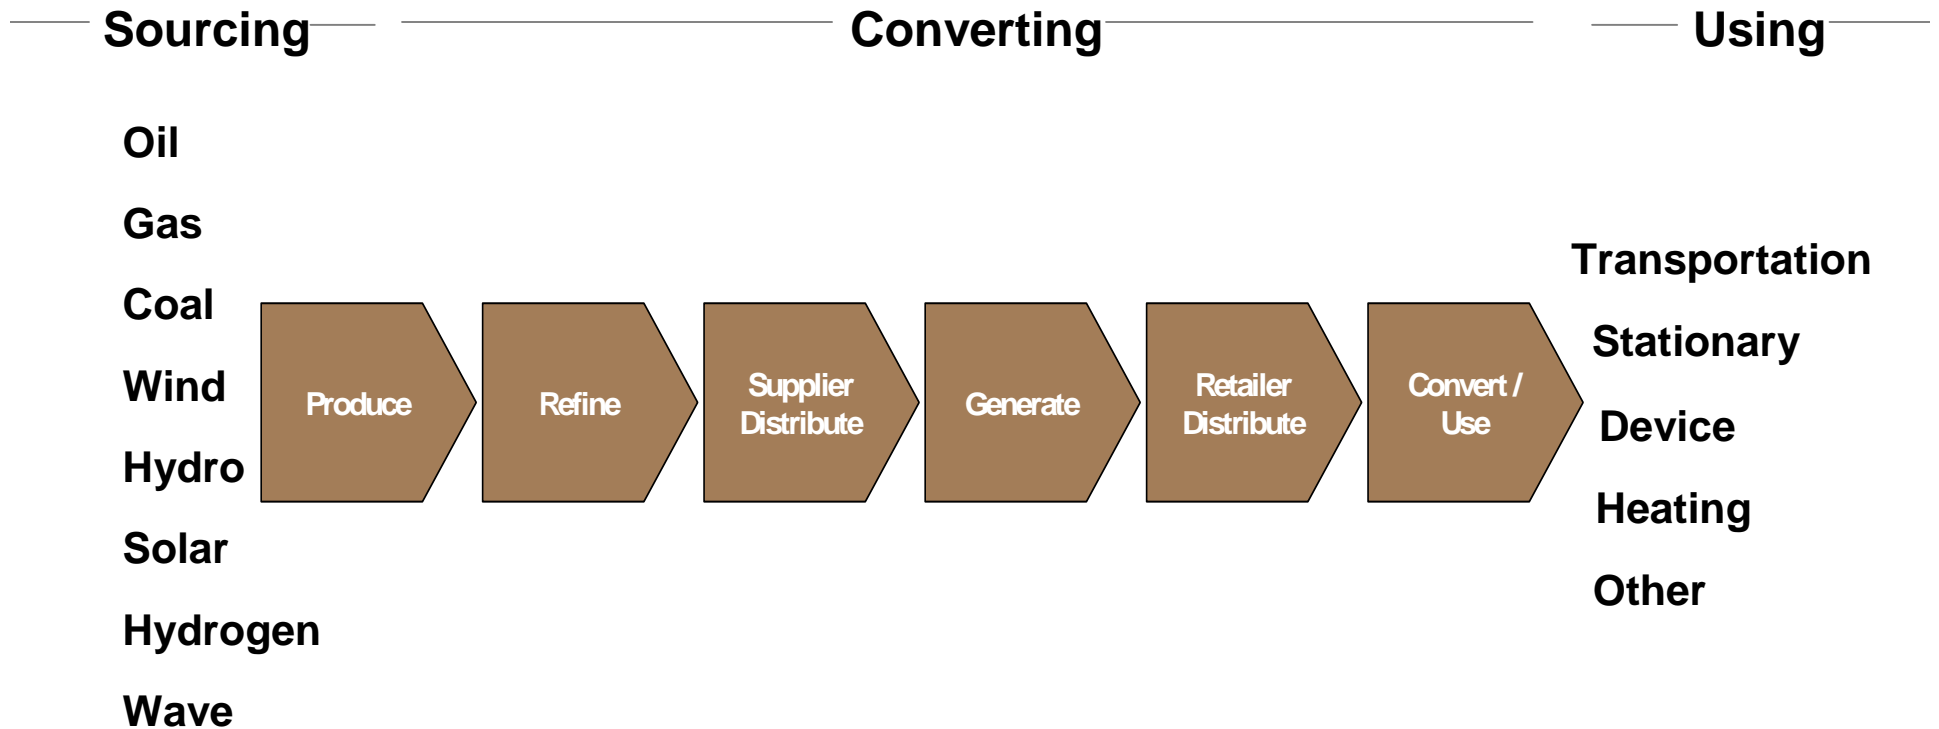 Sourcing
Converting
Using
Oil
Gas
Coal
Wind
Hydro
Solar
Hydrogen
Wave
Produce
Refine
Supplier
Distribute
Generate
Retailer
Distribute
Convert /
Use
Transportation
Stationary
Device
Heating
Other